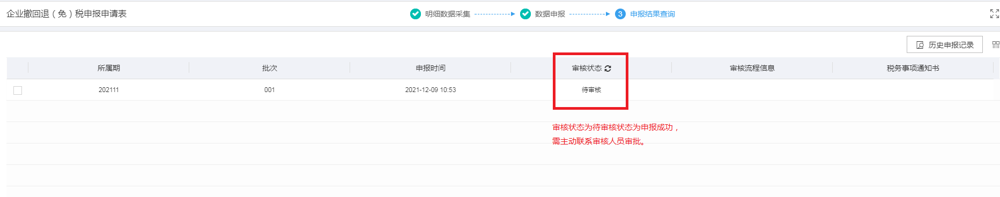 企业撤回退（免）税申报申请表
明细数据采集
数据申报
3 申报结果查询
历史申报记录
所属期 批次 申报时间 审核状态 审核流程信息 税务事项通知书
202111 001 2021-12-09 10:53 待审核
审核状态为待审核状态为申报成功，
需主动联系审核人员审批。